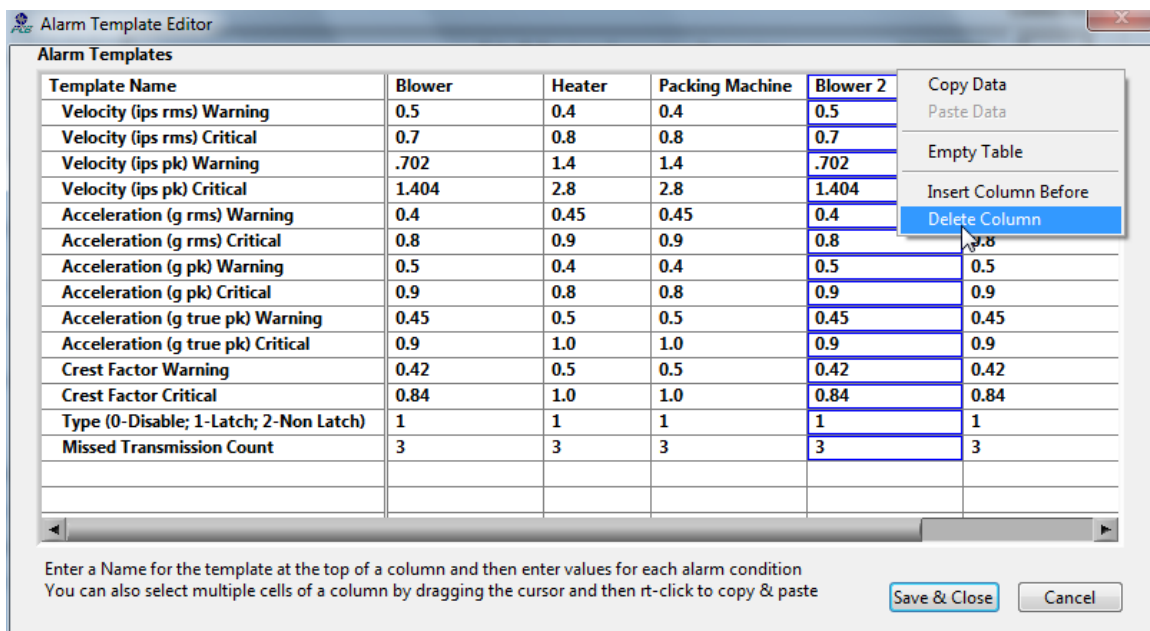 Alarm Template Editor
Alarm Templates
Template Name Blower Heater Packing Machine Blower 2
Velocity (ips rms) Warning 0.5 0.4 0.4 0.5
Velocity (ips rms) Critical 0.7 0.8 0.8 0.7
Velocity (ips pk) Warning .702 1.4 1.4 .702
Velocity (ips pk) Critical 1.404 2.8 2.8 1.404
Acceleration (g rms) Warning 0.4 0.45 0.45 0.4
Acceleration (g rms) Critical 0.8 0.9 0.9 0.8 0.8
Acceleration (g pk) Warning 0.5 0.4 0.4 0.5 0.5
Acceleration (g pk) Critical 0.9 0.8 0.8 0.9 0.9
Acceleration (g true pk) Warning 0.45 0.5 0.5 0.45 0.45
Acceleration (g true pk) Critical 0.9 1.0 1.0 0.9 0.9
Crest Factor Warning 0.42 0.5 0.5 0.42 0.42
Crest Factor Critical 0.84 1.0 1.0 0.84 0.84
Type (0-Disable; 1-Latch; 2-Non Latch) 1 1 1 1 1
Missed Transmission Count 3 3 3 3 3
Copy Data
Paste Data
Empty Table
Insert Column Before
Delete Column
Enter a Name for the template at the top of a column and then enter values for each alarm condition
You can also select multiple cells of a column by dragging the cursor and then rt-click to copy & paste
Save & Close Cancel